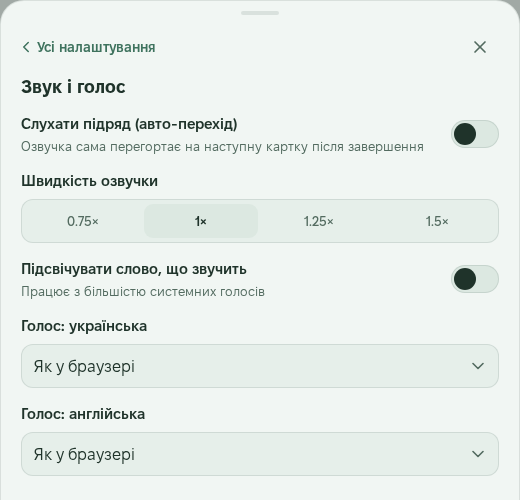 Усі налаштування
Звук і голос
Слухати підряд (авто-перехід)
Озвучка сама перегортає на наступну картку після завершення
Швидкість озвучки
0.75× 1× 1.25× 1.5×
Підсвічувати слово, що звучить
Працює з більшістю системних голосів
Голос: українська
Як у браузері
Голос: англійська
Як у браузері